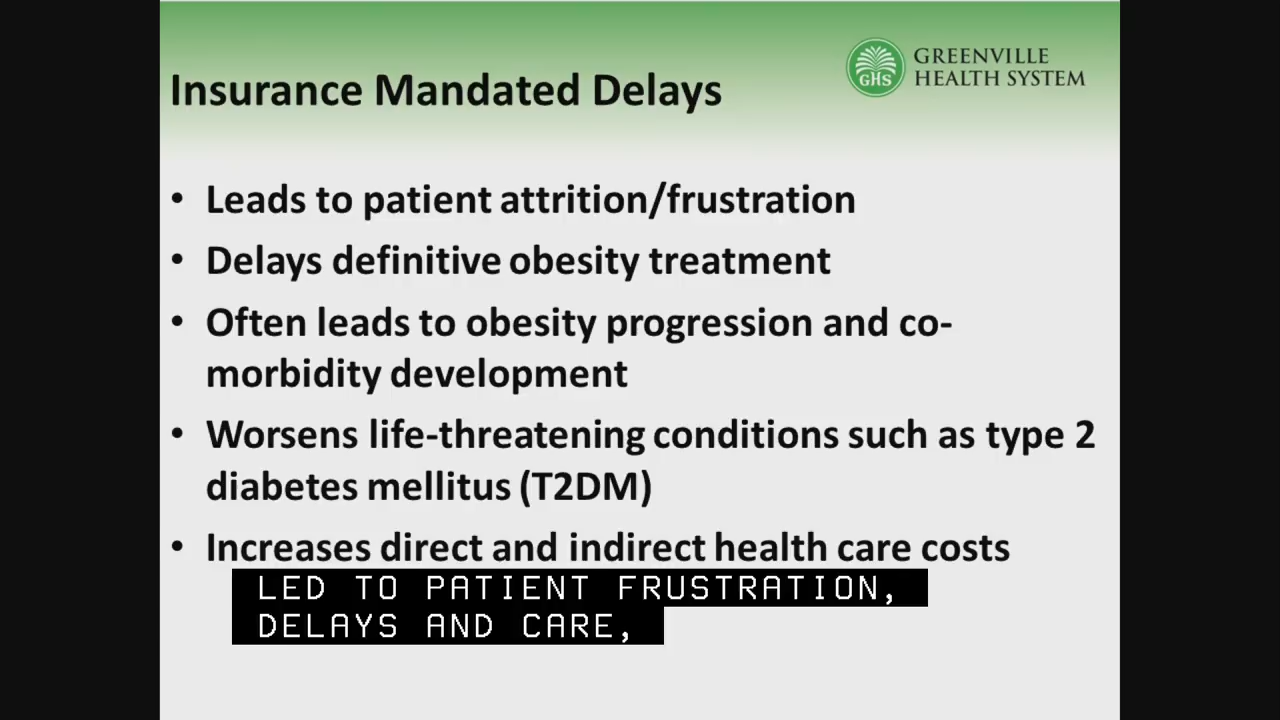 GREENVILLE
HEALTH SYSTEM
GHS
Insurance Mandated Delays
• Leads to patient attrition/frustration
• Delays definitive obesity treatment
• Often leads to obesity progression and co-
morbidity development
• Worsens life-threatening conditions such as type 2
diabetes mellitus (T2DM)
• Increases direct and indirect health care costs
LED TO PATIENT FRUSTRATION,
DELAYS AND CARE,